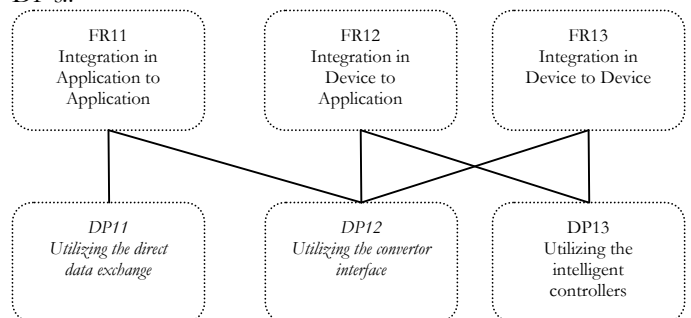 FR11
Integration in
Application to
Application
FR12
Integration in
Device to
Application
FR13
Integration in
Device to Device
DP11
Utilizing the direct
data exchange
DP12
Utilizing the convertor
interface
DP13
Utilizing the
intelligent
controllers